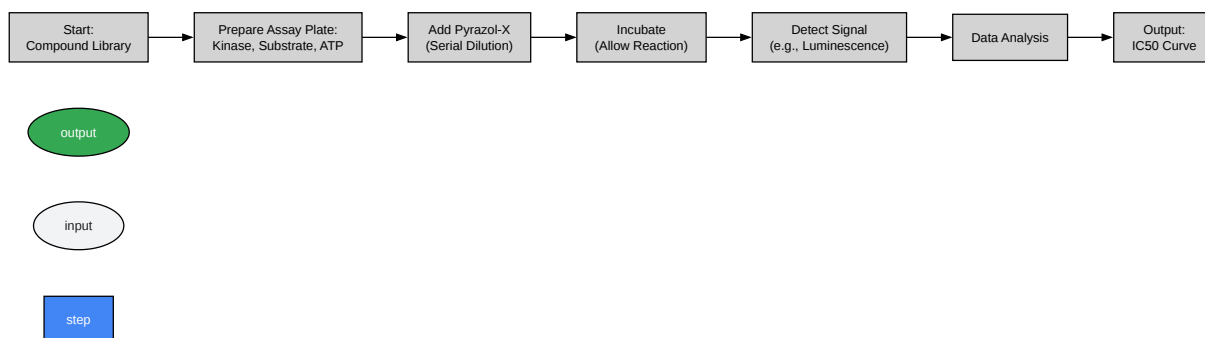 Start:
Compound Library
Prepare Assay Plate:
Kinase, Substrate, ATP
Add Pyrazol-X
(Serial Dilution)
Incubate
(Allow Reaction)
Detect Signal
(e.g., Luminescence)
Data Analysis
Output:
IC50 Curve
output
input
step